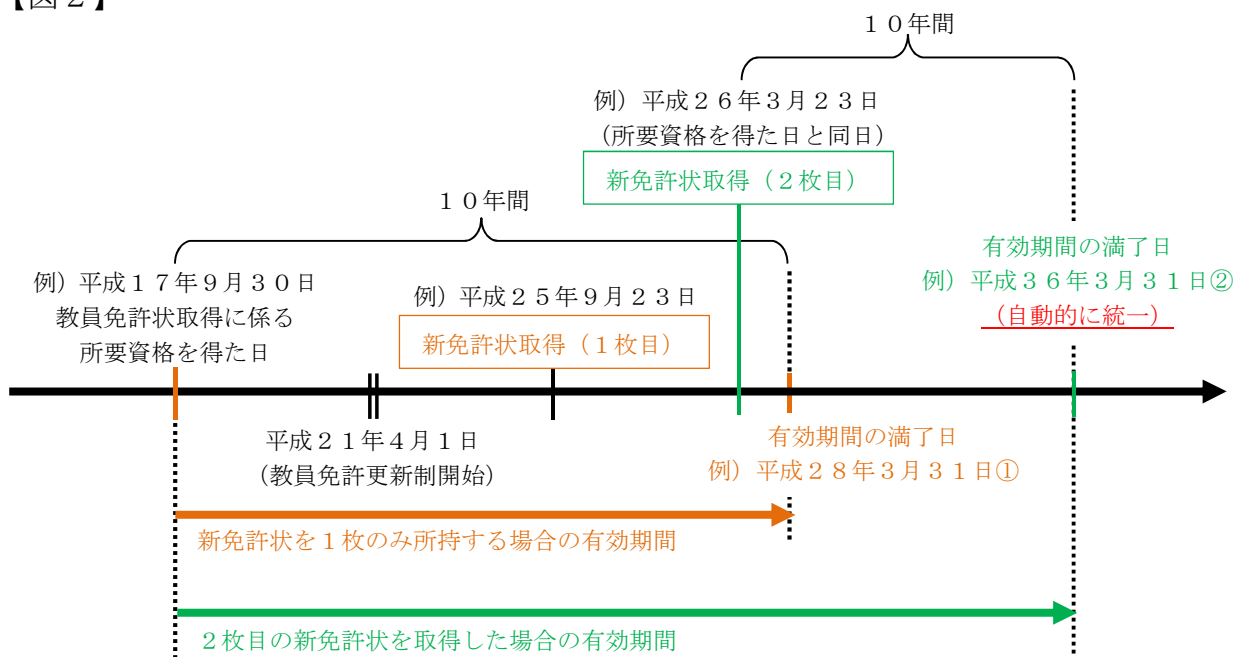 【図２】
１０年間
例）平成２６年３月２３日
（所要資格を得た日と同日）
新免許状取得（２枚目）
１０年間
有効期間の満了日
例）平成３６年３月３１日②
（自動的に統一）
例）平成１７年９月３０日
教員免許状取得に係る
所要資格を得た日
例）平成２５年９月２３日
新免許状取得（１枚目）
平成２１年４月１日
（教員免許更新制開始）
有効期間の満了日
例）平成２８年３月３１日①
新免許状を１枚のみ所持する場合の有効期間
２枚目の新免許状を取得した場合の有効期間